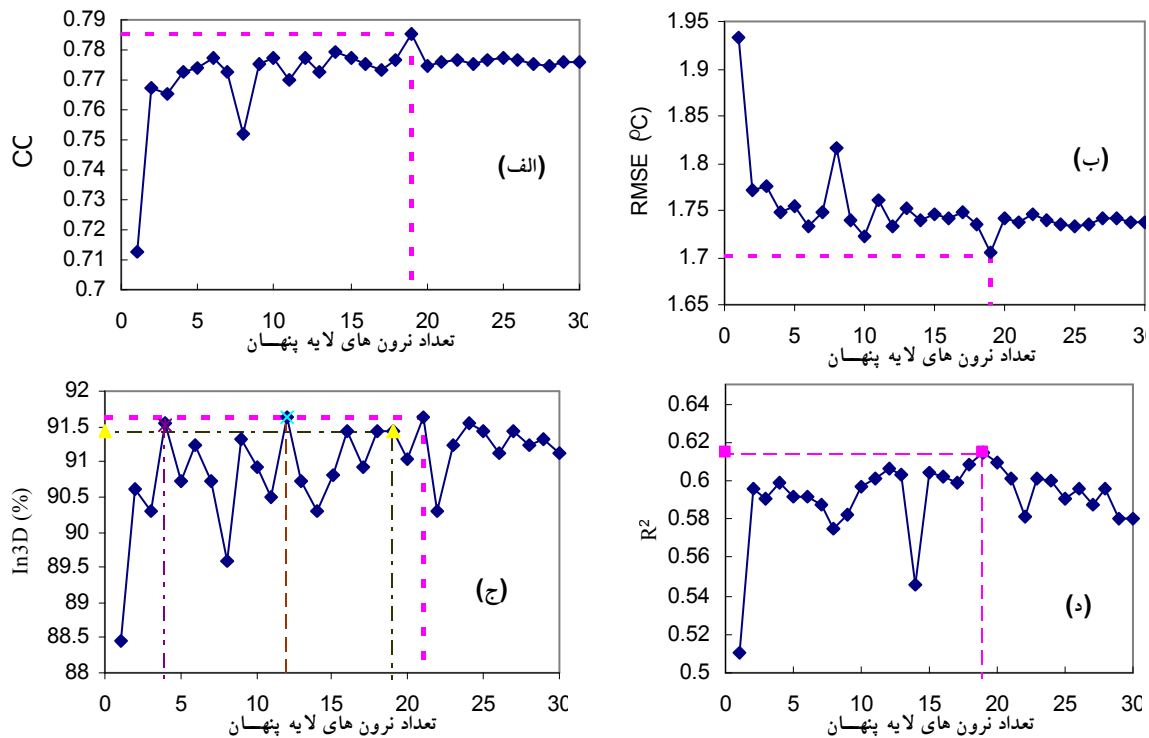 0.79
0.78
0.77
0.76
0.75
0.74
0.73
0.72
0.71
0.7
CC
(الف)
0 5 10 15 20 25 30
تعداد نرون های لایه پنهـــان
1.95
1.9
1.85
1.8
1.75
1.7
1.65
RMSE (ºC)
(ب)
0 5 10 15 20 25 30
تعداد نرون های لایه پنهـــان
92
91.5
91
90.5
90
89.5
89
88.5
88
In3D (%)
(ج)
0 5 10 15 20 25 30
تعداد نرون های لایه پنهـــان
0.64
0.62
0.6
0.58
0.56
0.54
0.52
0.5
R²
(د)
0 5 10 15 20 25 30
تعداد نرون های لایه پنهـــان